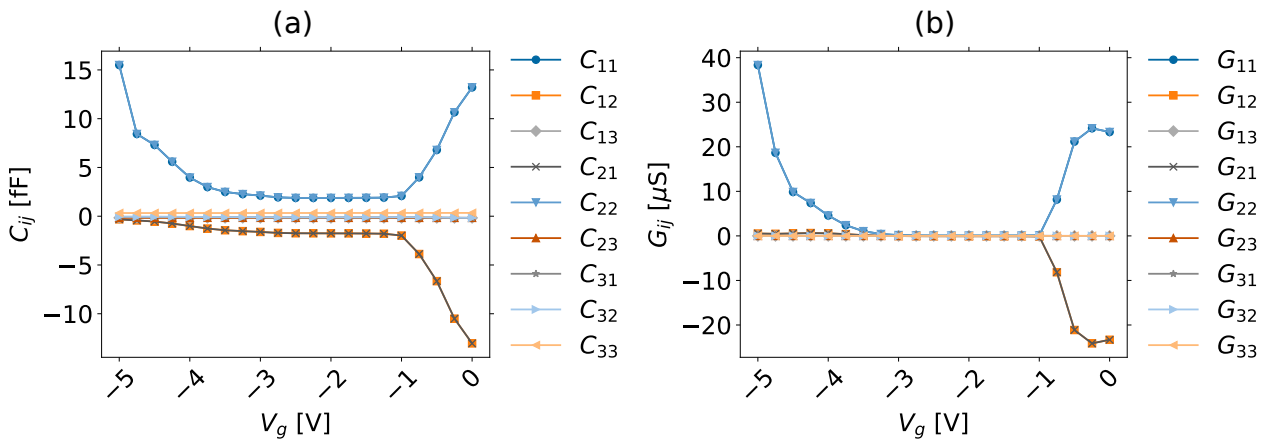 (a)
C_ij [fF]
15
10
5
0
−5
−10
−5
−4
−3
−2
−1
0
V_g [V]
C_11
C_12
C_13
C_21
C_22
C_23
C_31
C_32
C_33
(b)
G_ij [μS]
40
30
20
10
0
−10
−20
−5
−4
−3
−2
−1
0
V_g [V]
G_11
G_12
G_13
G_21
G_22
G_23
G_31
G_32
G_33